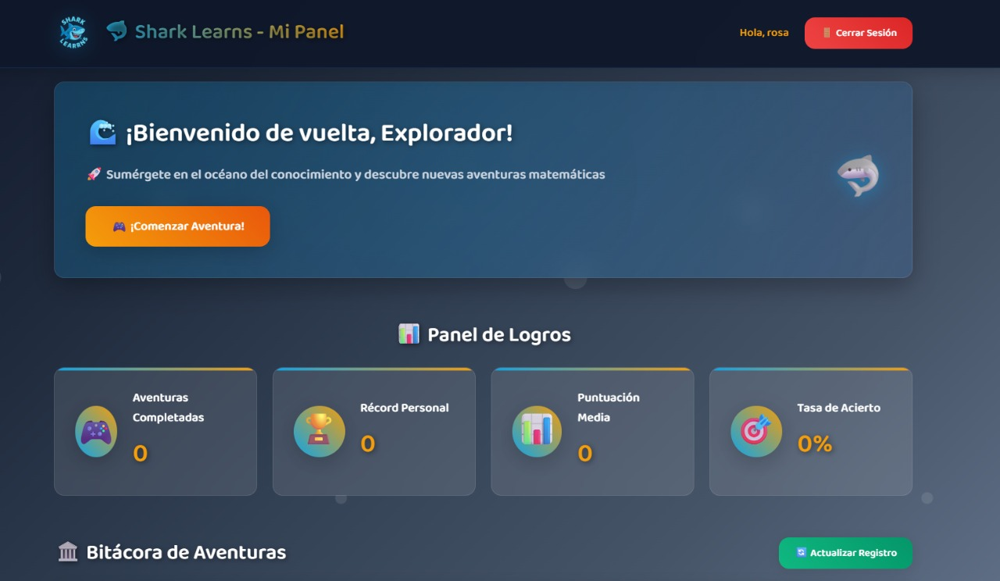 SHARK
LEARNS
Shark Learns - Mi Panel
Hola, rosa
Cerrar Sesión
¡Bienvenido de vuelta, Explorador!
Sumérgete en el océano del conocimiento y descubre nuevas aventuras matemáticas
¡Comenzar Aventura!
Panel de Logros
Aventuras
Completadas
0
Récord Personal
0
Puntuación
Media
0
Tasa de Acierto
0%
Bitácora de Aventuras
Actualizar Registro